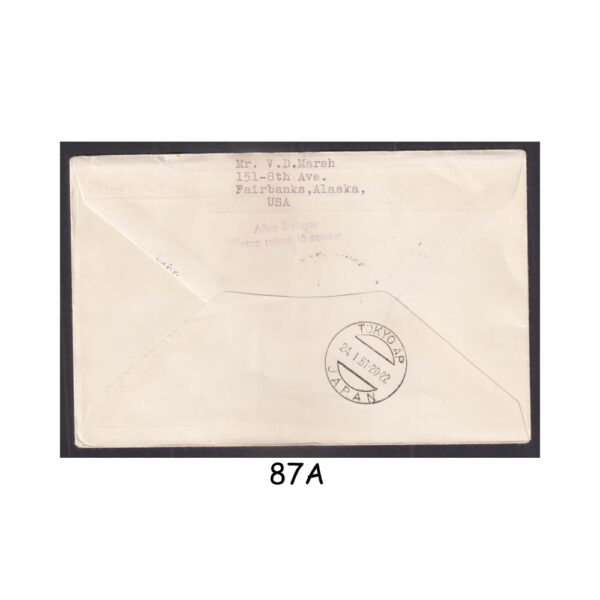 Mr. V.D.Marsh
151-8th Ave.
Fairbanks,Alaska,
USA
After 5 days
Please return to sender
TOKYO AP
24.1.61.20-22
JAPAN
87A